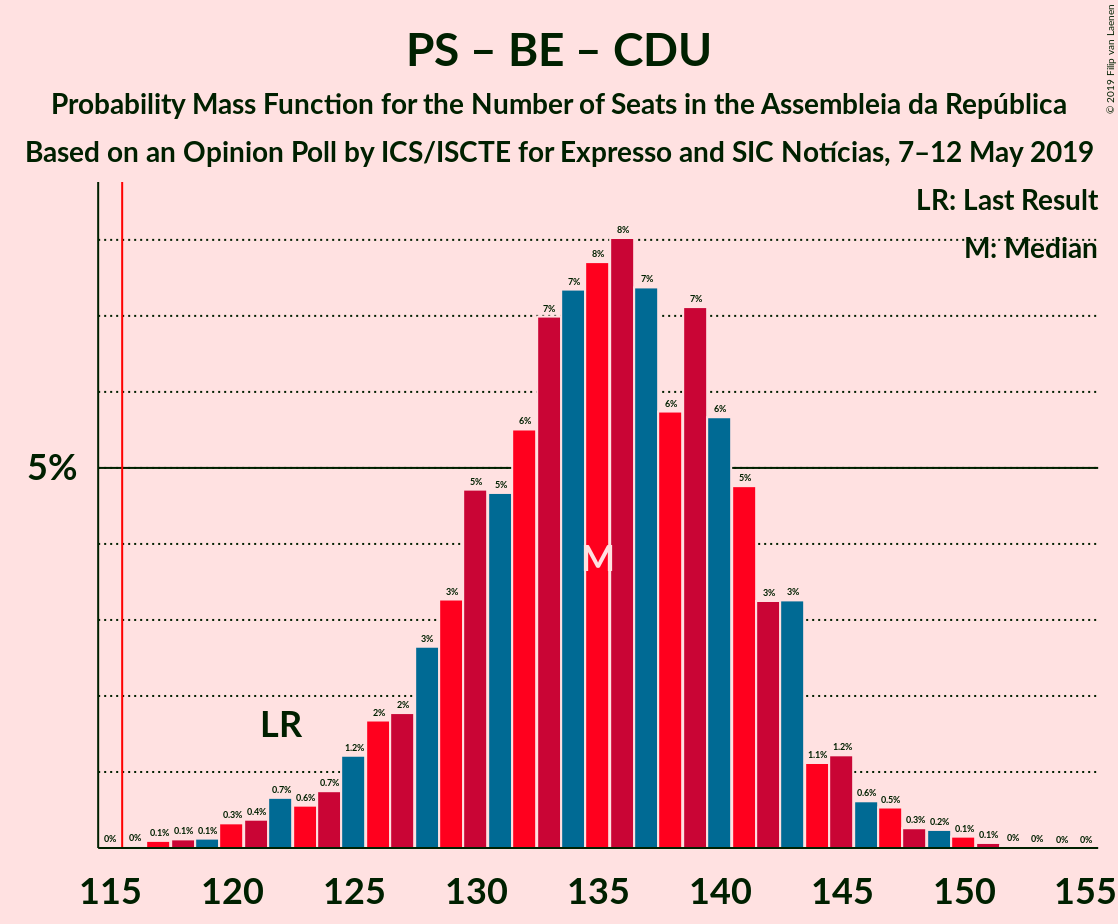 PS – BE – CDU
Probability Mass Function for the Number of Seats in the Assembleia da República
Based on an Opinion Poll by ICS/ISCTE for Expresso and SIC Notícias, 7–12 May 2019
© 2019 Filip van Laenen
LR: Last Result
M: Median
5%
0% 0% 0.1% 0.1% 0.1% 0.3% 0.4% 0.7% 0.6% 0.7% 1.2% 2% 2% 3% 3% 5% 5% 6% 7% 7% 8% 8% 7% 6% 7% 6% 5% 3% 3% 1.1% 1.2% 0.6% 0.5% 0.3% 0.2% 0.1% 0.1% 0% 0% 0% 0%
M
LR
115 120 125 130 135 140 145 150 155